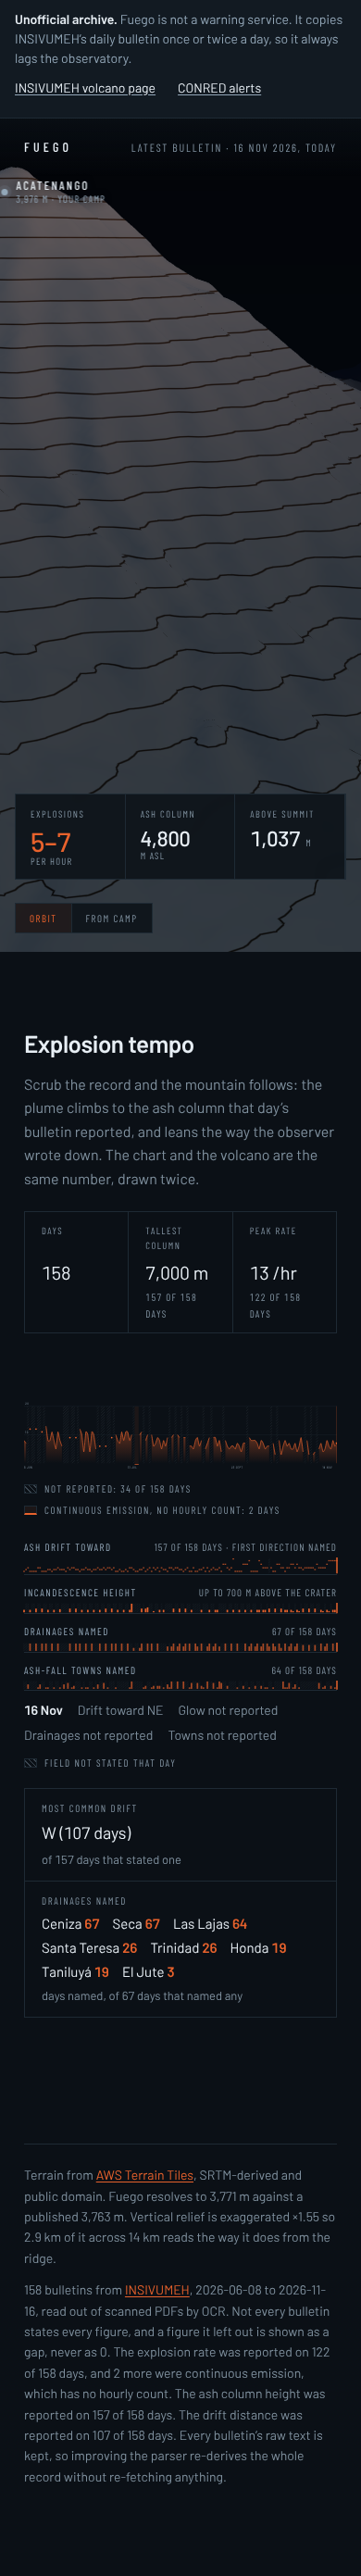 Unofficial archive. Fuego is not a warning service. It copies
INSIVUMEH's daily bulletin once or twice a day, so it always
lags the observatory.
INSIVUMEH volcano page CONRED alerts
FUEGO LATEST BULLETIN · 16 NOV 2026, TODAY
ACATENANGO
3,976 M · YOUR CAMP
EXPLOSIONS ASH COLUMN ABOVE SUMMIT
5–7 4,800 1,037 M
PER HOUR M ASL
ORBIT FROM CAMP
Explosion tempo
Scrub the record and the mountain follows: the
plume climbs to the ash column that day's
bulletin reported, and leans the way the observer
wrote down. The chart and the volcano are the
same number, drawn twice.
DAYS TALLEST COLUMN PEAK RATE
158 7,000 m 13 /hr
157 OF 158 DAYS 122 OF 158 DAYS
NOT REPORTED: 34 OF 158 DAYS
CONTINUOUS EMISSION, NO HOURLY COUNT: 2 DAYS
ASH DRIFT TOWARD 157 OF 158 DAYS · FIRST DIRECTION NAMED
INCANDESCENCE HEIGHT UP TO 700 M ABOVE THE CRATER
DRAINAGES NAMED 67 OF 158 DAYS
ASH-FALL TOWNS NAMED 64 OF 158 DAYS
16 Nov Drift toward NE Glow not reported
Drainages not reported Towns not reported
FIELD NOT STATED THAT DAY
MOST COMMON DRIFT
W (107 days)
of 157 days that stated one
DRAINAGES NAMED
Ceniza 67 Seca 67 Las Lajas 64
Santa Teresa 26 Trinidad 26 Honda 19
Taniluyá 19 El Jute 3
days named, of 67 days that named any
Terrain from AWS Terrain Tiles, SRTM-derived and
public domain. Fuego resolves to 3,771 m against a
published 3,763 m. Vertical relief is exaggerated ×1.55 so
2.9 km of it across 14 km reads the way it does from the
ridge.
158 bulletins from INSIVUMEH, 2026-06-08 to 2026-11-
16, read out of scanned PDFs by OCR. Not every bulletin
states every figure, and a figure it left out is shown as a
gap, never as 0. The explosion rate was reported on 122
of 158 days, and 2 more were continuous emission,
which has no hourly count. The ash column height was
reported on 157 of 158 days. The drift distance was
reported on 107 of 158 days. Every bulletin's raw text is
kept, so improving the parser re-derives the whole
record without re-fetching anything.